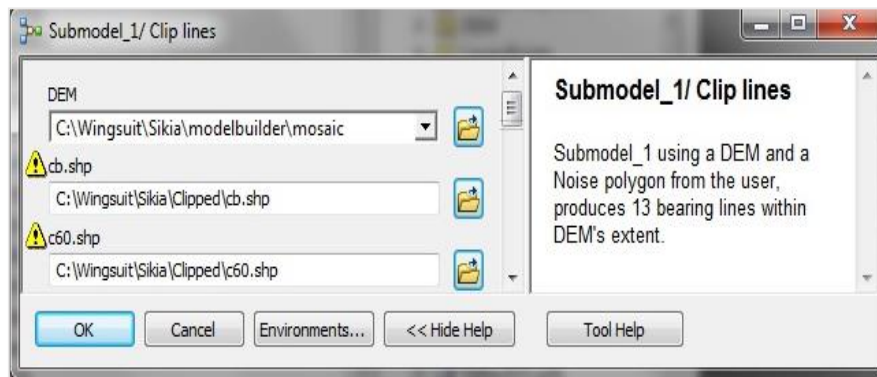 Submodel_1/ Clip lines
DEM
C:\Wingsuit\Sikia\modelbuilder\mosaic
cb.shp
C:\Wingsuit\Sikia\Clipped\cb.shp
c60.shp
C:\Wingsuit\Sikia\Clipped\c60.shp
Submodel_1/ Clip lines
Submodel_1 using a DEM and a
Noise polygon from the user,
produces 13 bearing lines within
DEM's extent.
OK
Cancel
Environments...
<< Hide Help
Tool Help